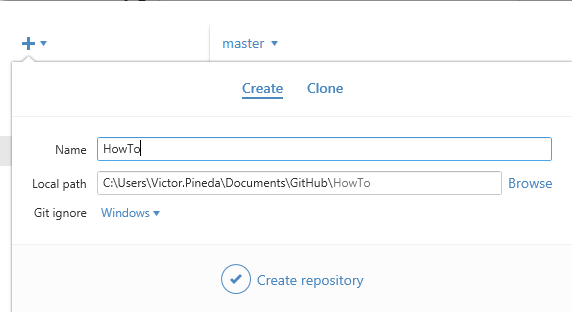 master
Create Clone
Name HowTo
Local path C:\Users\Victor.Pineda\Documents\GitHub\HowTo Browse
Git ignore Windows
Create repository